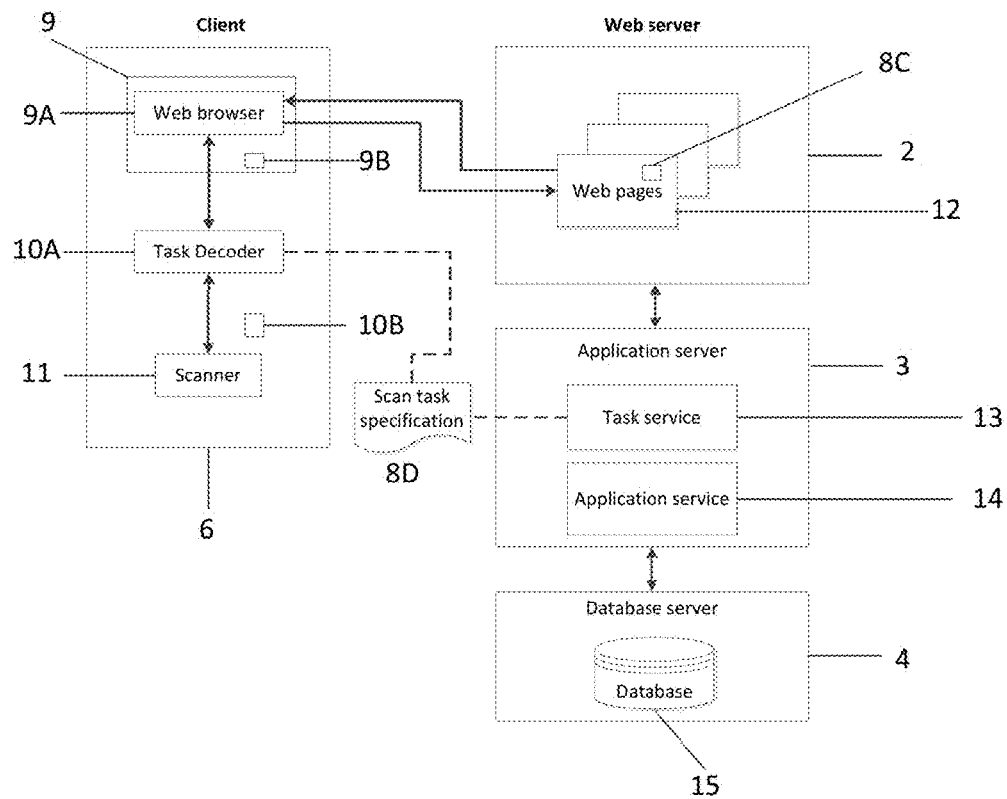 Client
Web server
9
8C
9A
Web browser
9B
2
Web pages
12
10A
Task Decoder
10B
Application server
3
11
Scanner
Scan task
specification
Task service
13
8D
Application service
14
6
Database server
4
Database
15